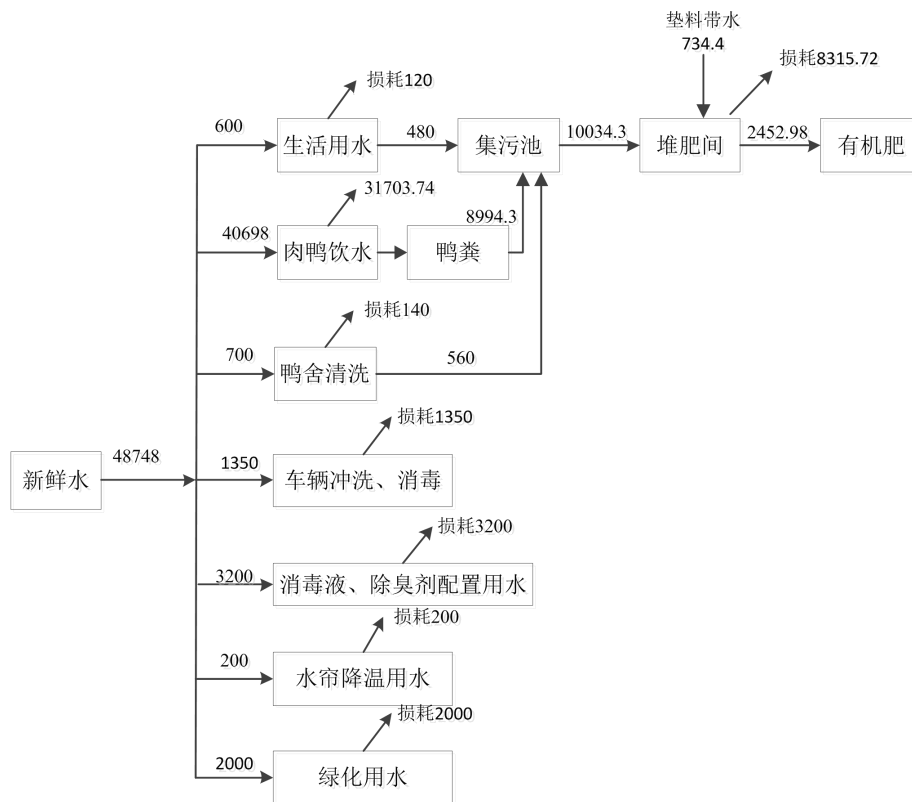 垫料带水
734.4
损耗8315.72
损耗120
600
生活用水
480
集污池
10034.3
堆肥间
2452.98
有机肥
31703.74
40698
肉鸭饮水
鸭粪
8994.3
损耗140
700
鸭舍清洗
560
损耗1350
新鲜水
48748
1350
车辆冲洗、消毒
损耗3200
3200
消毒液、除臭剂配置用水
损耗200
200
水帘降温用水
损耗2000
2000
绿化用水